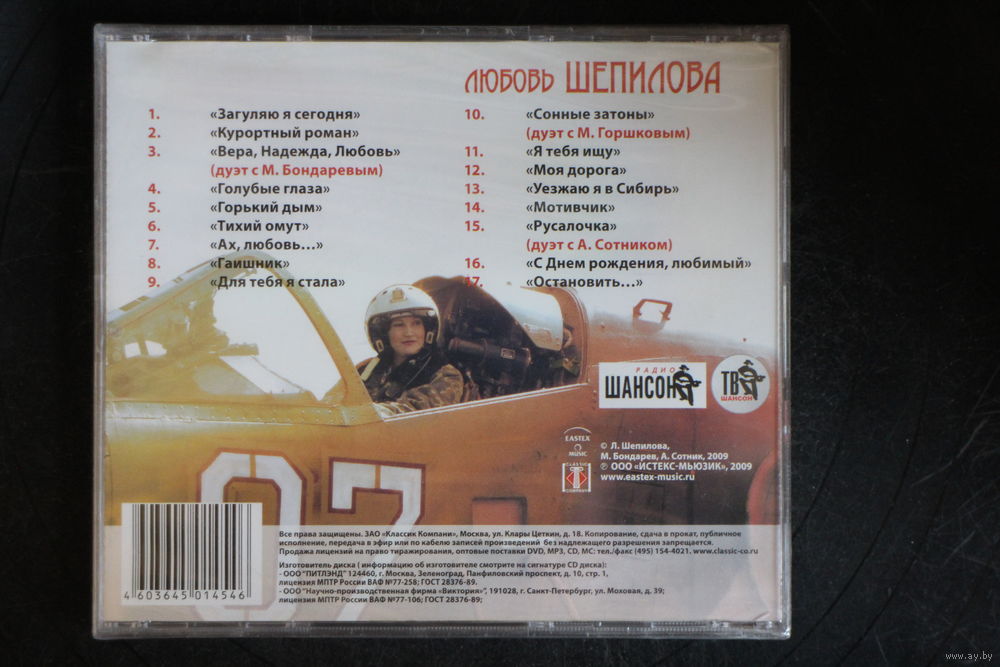 ЛЮБОВЬ ШЕПИЛОВА
1. «Загуляю я сегодня»
2. «Курортный роман»
3. «Вера, Надежда, Любовь»
(дуэт с М. Бондаревым)
4. «Голубые глаза»
5. «Горький дым»
6. «Тихий омут»
7. «Ах, любовь…»
8. «Гаишник»
9. «Для тебя я стала»
10. «Сонные затоны»
(дуэт с М. Горшковым)
11. «Я тебя ищу»
12. «Моя дорога»
13. «Уезжаю я в Сибирь»
14. «Мотивчик»
15. «Русалочка»
(дуэт с А. Сотником)
16. «С Днем рождения, любимый»
17. «Остановить…»
РАДИО
ШАНСОН
ТВ
ШАНСОН
07
EASTEX
MUSIC
CLASSIC
COMPANY
© Л. Шепилова,
М. Бондарев, А. Сотник, 2009
℗ ООО «ИСТЕКС-МЬЮЗИК», 2009
www.eastex-music.ru
Все права защищены. ЗАО «Классик Компани», Москва, ул. Клары Цеткин, д. 18. Копирование, сдача в прокат, публичное
исполнение, передача в эфир или по кабелю записей произведений без надлежащего разрешения запрещается.
Продажа лицензий на право тиражирования, оптовые поставки DVD, MP3, CD, MC: тел./факс (495) 154-4021. www.classic-co.ru
Изготовитель диска ( информацию об изготовителе смотрите на сигнатуре CD диска):
- ООО "ПИТЛЭНД" 124460, г. Москва, Зеленоград, Панфиловский проспект, д. 10, стр. 1,
лицензия МПТР России ВАФ №77-258; ГОСТ 28376-89.
- ООО "Научно-производственная фирма «Виктория»", 191028, г. Санкт-Петербург, ул. Моховая, д. 39;
лицензия МПТР России ВАФ №77-106; ГОСТ 28376-89;
4603645014546
www.ay.by